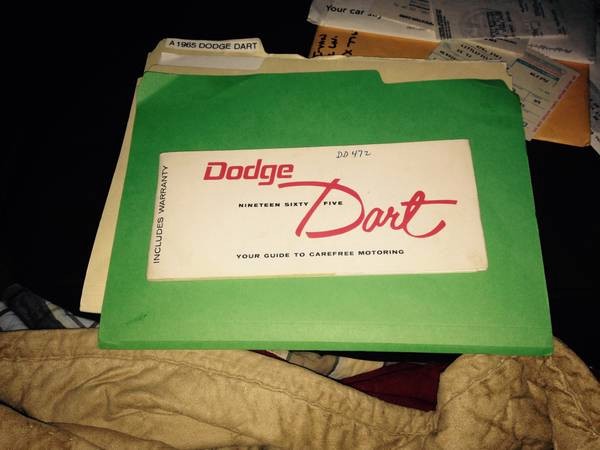 Your car
A 1965 DODGE DART
DD 472
Dodge
NINETEEN SIXTY FIVE
Dart
YOUR GUIDE TO CAREFREE MOTORING
INCLUDES WARRANTY